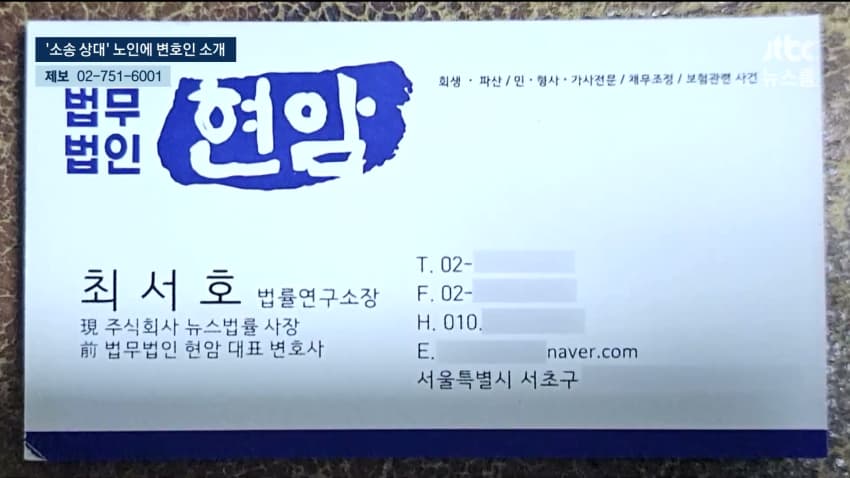 '소송 상대' 노인에 변호인 소개
제보 02-751-6001
jtbc
뉴스룸
법무
법인
현암
회생 · 파산 / 민 · 형사 · 가사전문 / 채무조정 / 보험관련 사건
최서호 법률연구소장
現 주식회사 뉴스법률 사장
前 법무법인 현암 대표 변호사
T. 02-
F. 02-
H. 010.
E. naver.com
서울특별시 서초구